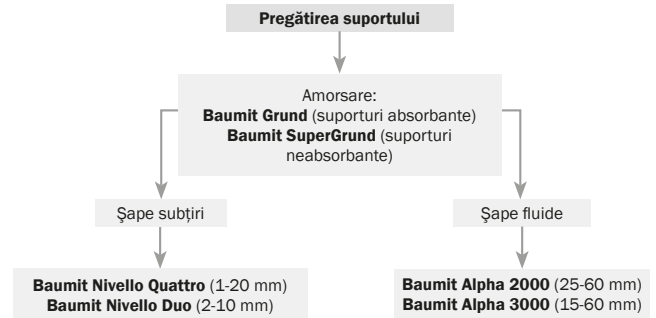 Pregătirea suportului
Amorsare:
Baumit Grund (suporturi absorbante)
Baumit SuperGrund (suporturi
neabsorbante)
Şape subțiri
Şape fluide
Baumit Nivello Quattro (1-20 mm)
Baumit Nivello Duo (2-10 mm)
Baumit Alpha 2000 (25-60 mm)
Baumit Alpha 3000 (15-60 mm)